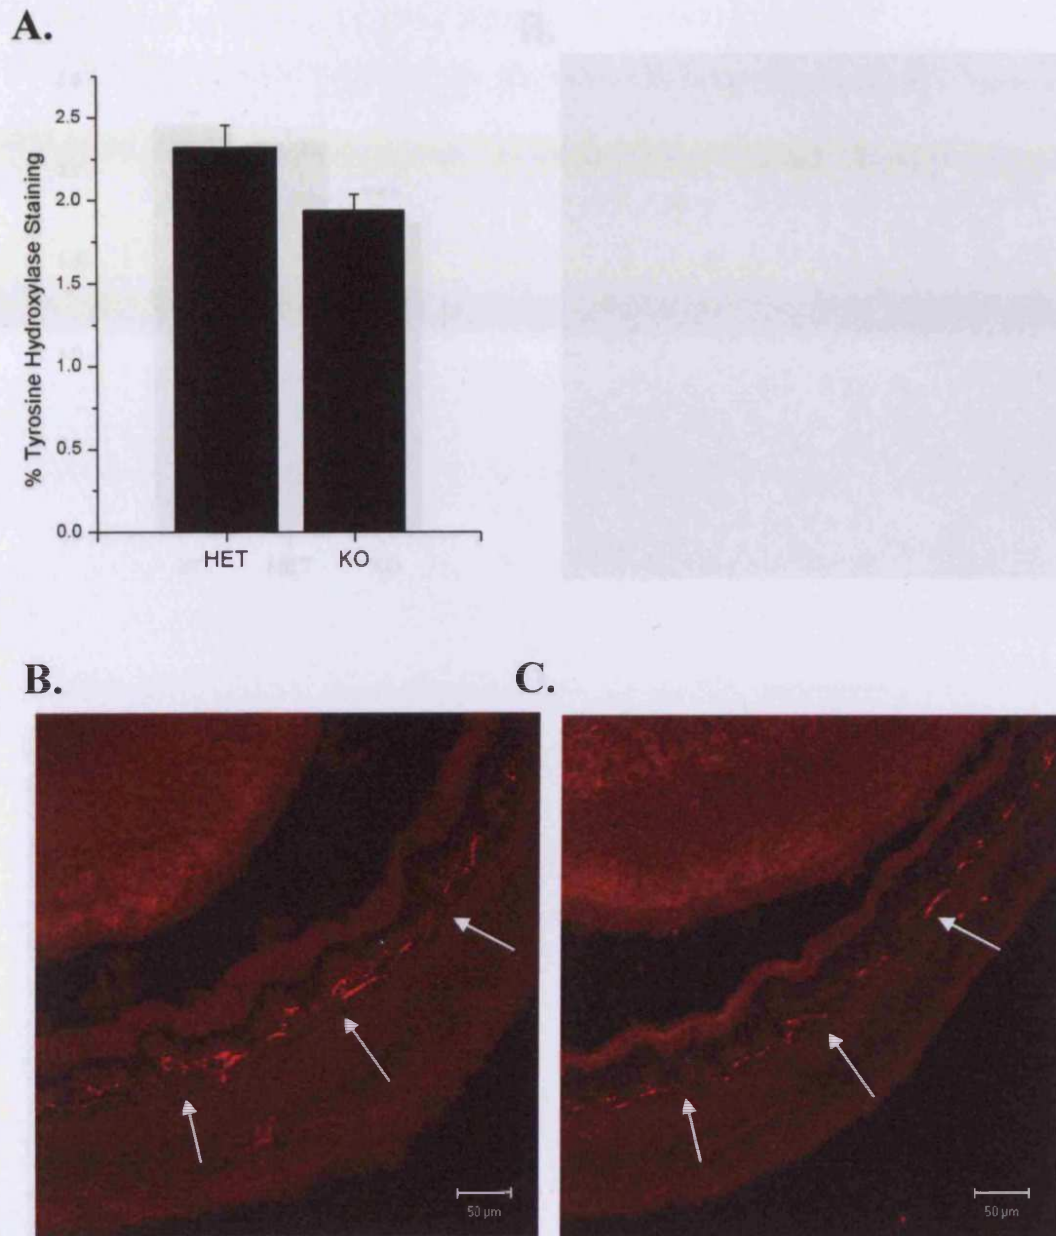 A.
% Tyrosine Hydroxylase Staining
2.5
2.0
1.5
1.0
0.5
0.0
HET KO
B. C.
50 µm 50 µm